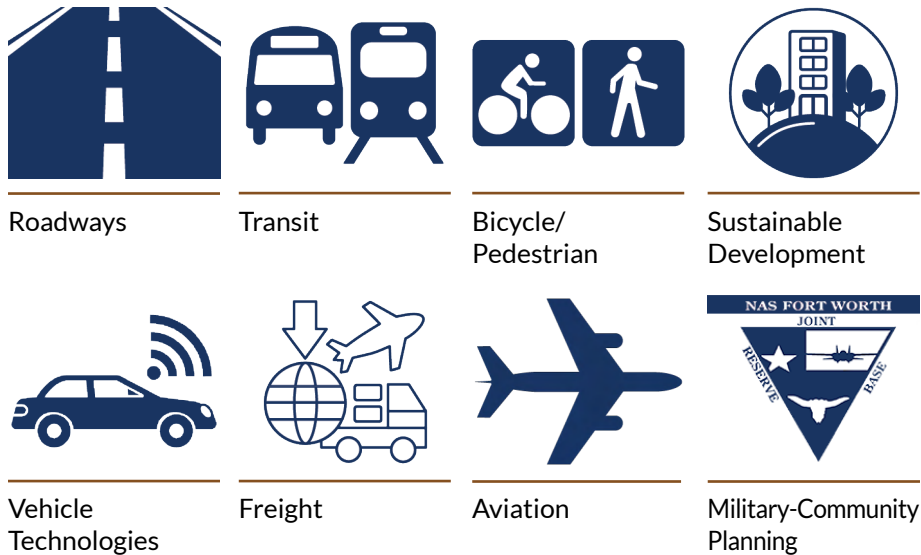 Roadways
Transit
Bicycle/
Pedestrian
Sustainable
Development
NAS FORT WORTH
JOINT
RESERVE
BASE
Vehicle
Technologies
Freight
Aviation
Military-Community
Planning